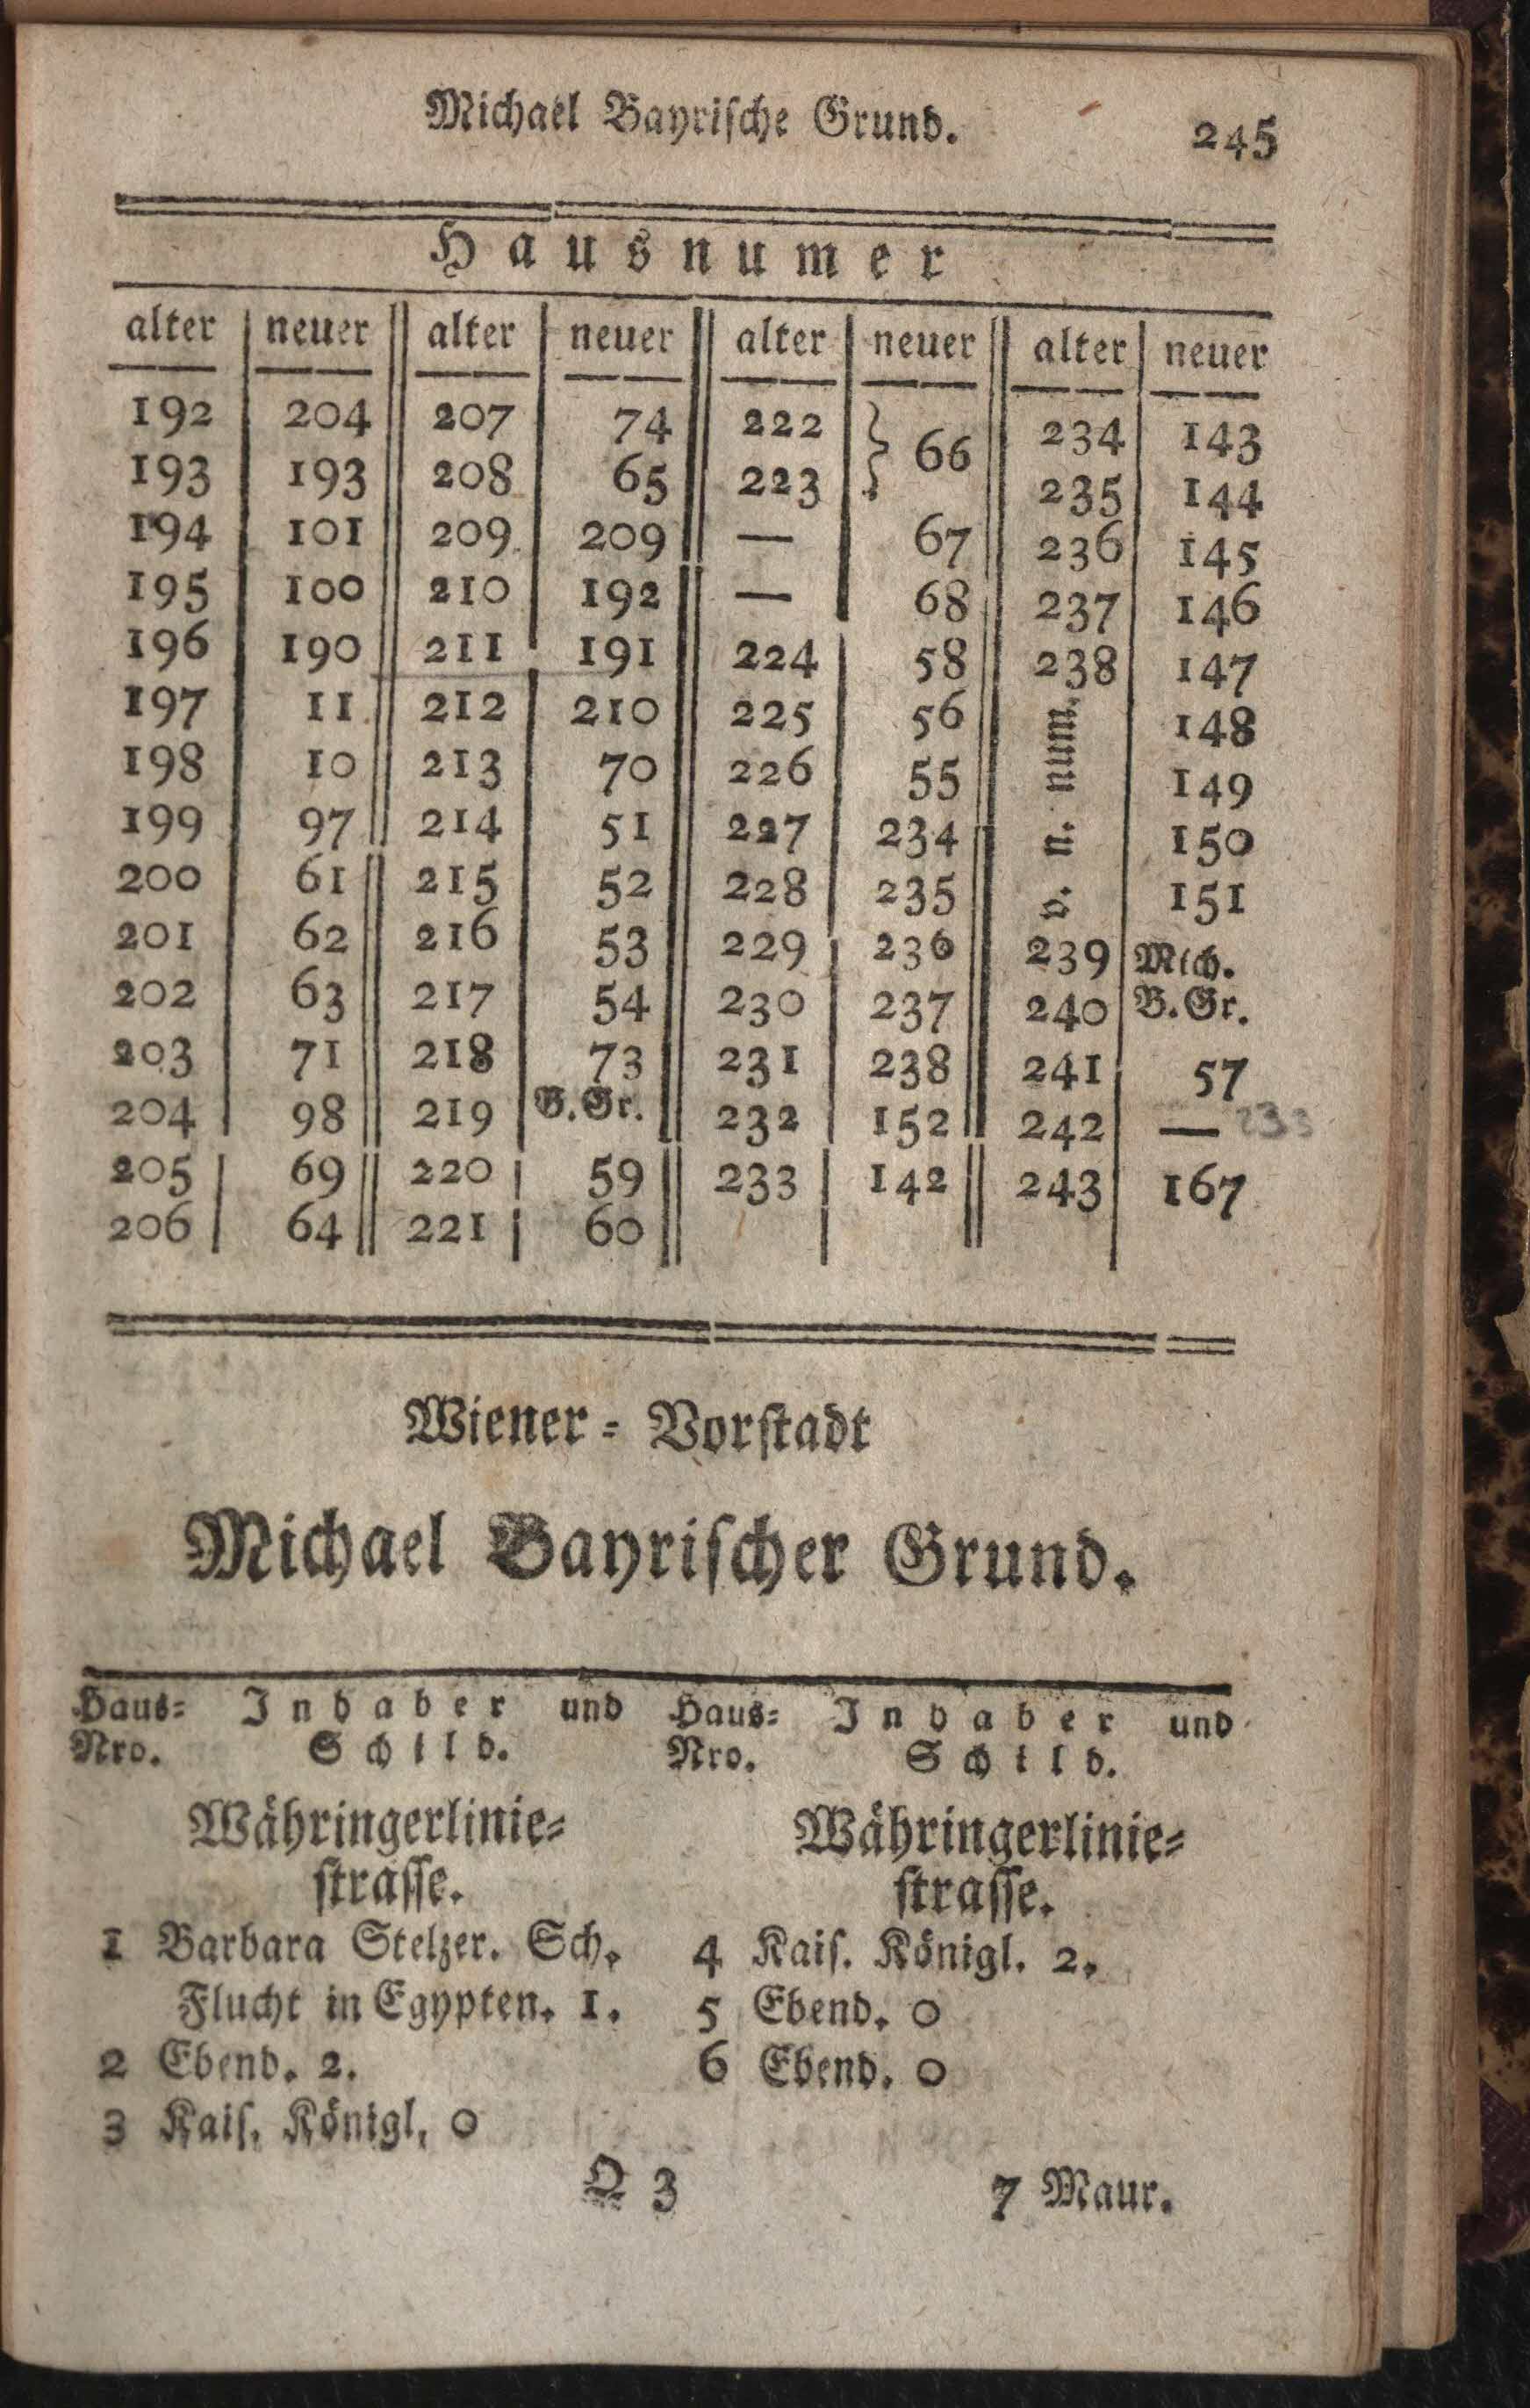 Michael Bayrische Grund. 245
Hausnumer
alter neuer alter neuer alter neuer alter neuer
192 204 207 74 222 } 66 234 143
193 193 208 65 223 235 144
194 101 209 209 — 67 236 145
195 100 210 192 — 68 237 146
196 190 211 191 224 58 238 147
197 11 212 210 225 56 num. 148
198 10 213 70 226 55 149
199 97 214 51 227 234 n. 150
200 61 215 52 228 235 s. 151
201 62 216 53 229 236 239 Mich.
202 63 217 54 230 237 240 B. Gr.
203 71 218 73 231 238 241 57
204 98 219 B. Gr. 232 152 242 — 233
205 69 220 59 233 142 243 167
206 64 221 60
Wiener-Vorstadt
Michael Bayrischer Grund.
Haus- Inhaber und
Nro. Schild.
Währingerlinie-
strasse.
1 Barbara Stelzer. Sch.
Flucht in Egypten. 1.
2 Ebend. 2.
3 Kais. Königl. 0
Haus- Inhaber und
Nro. Schild.
Währingerlinie-
strasse.
4 Kais. Königl. 2.
5 Ebend. 0
6 Ebend. 0
Q 3 7 Maur.